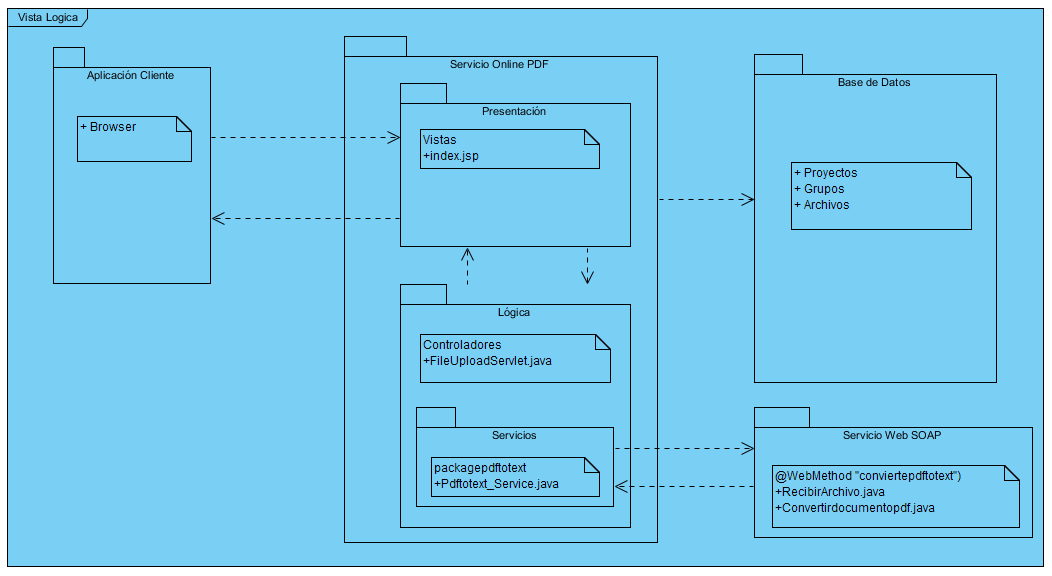 Vista Logica
Aplicación Cliente
+ Browser
Servicio Online PDF
Presentación
Vistas
+index.jsp
Lógica
Controladores
+FileUploadServlet.java
Servicios
packagepdftotext
+Pdftotext_Service.java
Base de Datos
+ Proyectos
+ Grupos
+ Archivos
Servicio Web SOAP
@WebMethod "conviertepdftotext")
+RecibirArchivo.java
+Convertirdocumentopdf.java